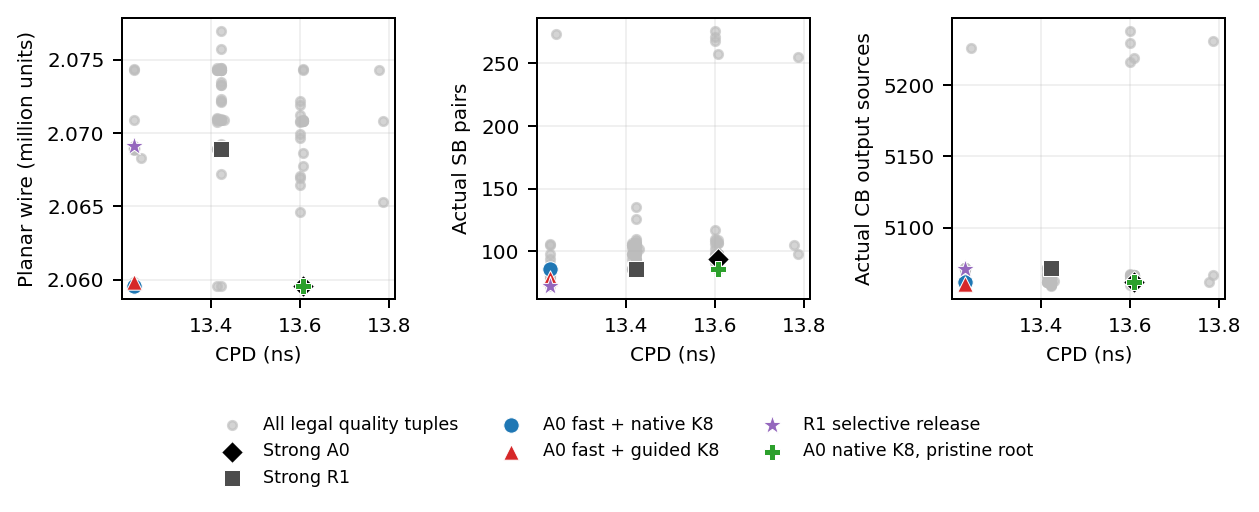 Planar wire (million units)
2.075
2.070
2.065
2.060
13.4
13.6
13.8
CPD (ns)
Actual SB pairs
250
200
150
100
13.4
13.6
13.8
CPD (ns)
Actual CB output sources
5200
5150
5100
13.4
13.6
13.8
CPD (ns)
All legal quality tuples
Strong A0
Strong R1
A0 fast + native K8
A0 fast + guided K8
R1 selective release
A0 native K8, pristine root